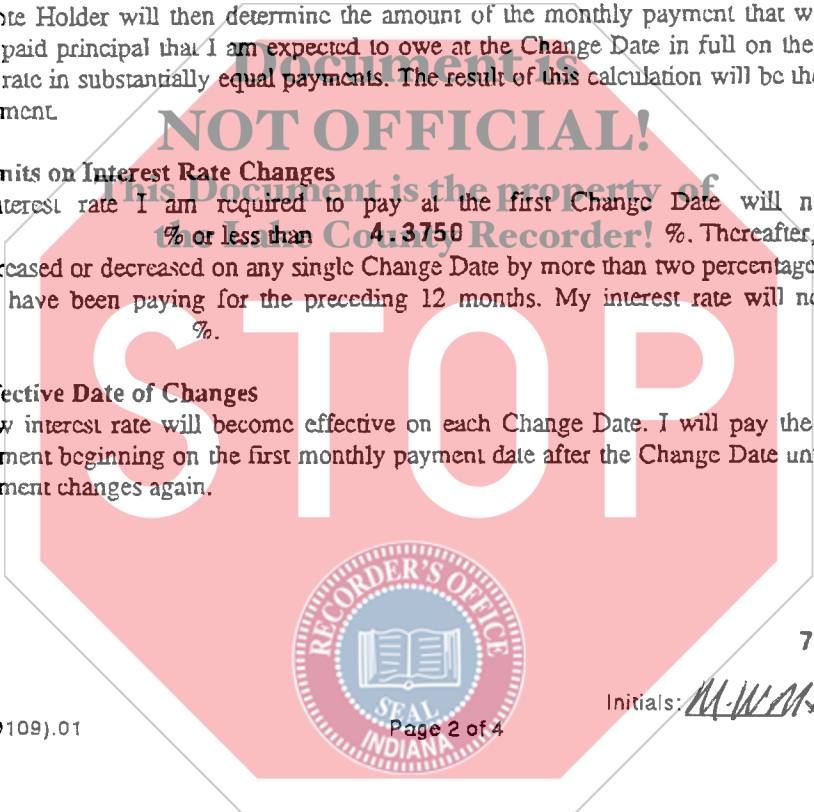 te Holder will then determine the amount of the monthly payment that w
paid principal that I am expected to owe at the Change Date in full on the
rate in substantially equal payments. The result of this calculation will be the
ment.
Document is
NOT OFFICIAL!
This Document is the property of
the Lake County Recorder!
nits on Interest Rate Changes
terest rate I am required to pay at the first Change Date will n
% or less than 4.3750 %. Thereafter,
reased or decreased on any single Change Date by more than two percentage
have been paying for the preceding 12 months. My interest rate will no
%.
STOP
fective Date of Changes
w interest rate will become effective on each Change Date. I will pay the
ment beginning on the first monthly payment date after the Change Date unt
ment changes again.
RECORDER'S OFFICE
SEAL
INDIANA
7
Initials: M.W.M
9109).01
Page 2 of 4